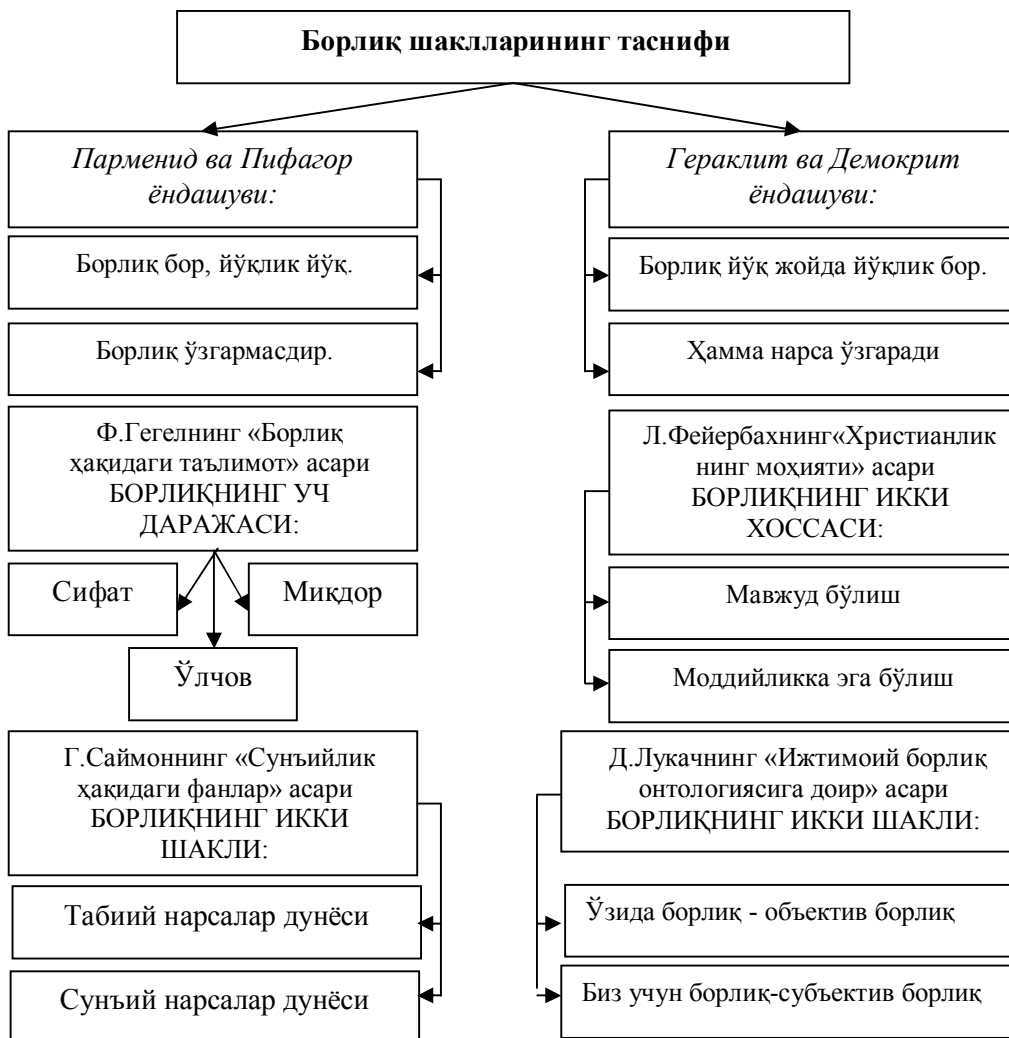 Борлиқ шаклларининг таснифи
Парменид ва Пифагор
ёндашуви:
Борлиқ бор, йўқлик йўқ.
Борлиқ ўзгармасдир.
Гераклит ва Демокрит
ёндашуви:
Борлиқ йўқ жойда йўқлик бор.
Ҳамма нарса ўзгаради
Ф.Гегелнинг «Борлиқ
ҳақидаги таълимот» асари
БОРЛИҚНИНГ УЧ
ДАРАЖАСИ:
Сифат
Миқдор
Ўлчов
Л.Фейербахнинг«Христианлик
нинг моҳияти» асари
БОРЛИҚНИНГ ИККИ
ХОССАСИ:
Мавжуд бўлиш
Моддийликка эга бўлиш
Г.Саймоннинг «Сунъийлик
ҳақидаги фанлар» асари
БОРЛИҚНИНГ ИККИ
ШАКЛИ:
Табиий нарсалар дунёси
Сунъий нарсалар дунёси
Д.Лукачнинг «Ижтимоий борлиқ
онтологиясига доир» асари
БОРЛИҚНИНГ ИККИ ШАКЛИ:
Ўзида борлиқ - объектив борлиқ
Биз учун борлиқ-субъектив борлиқ